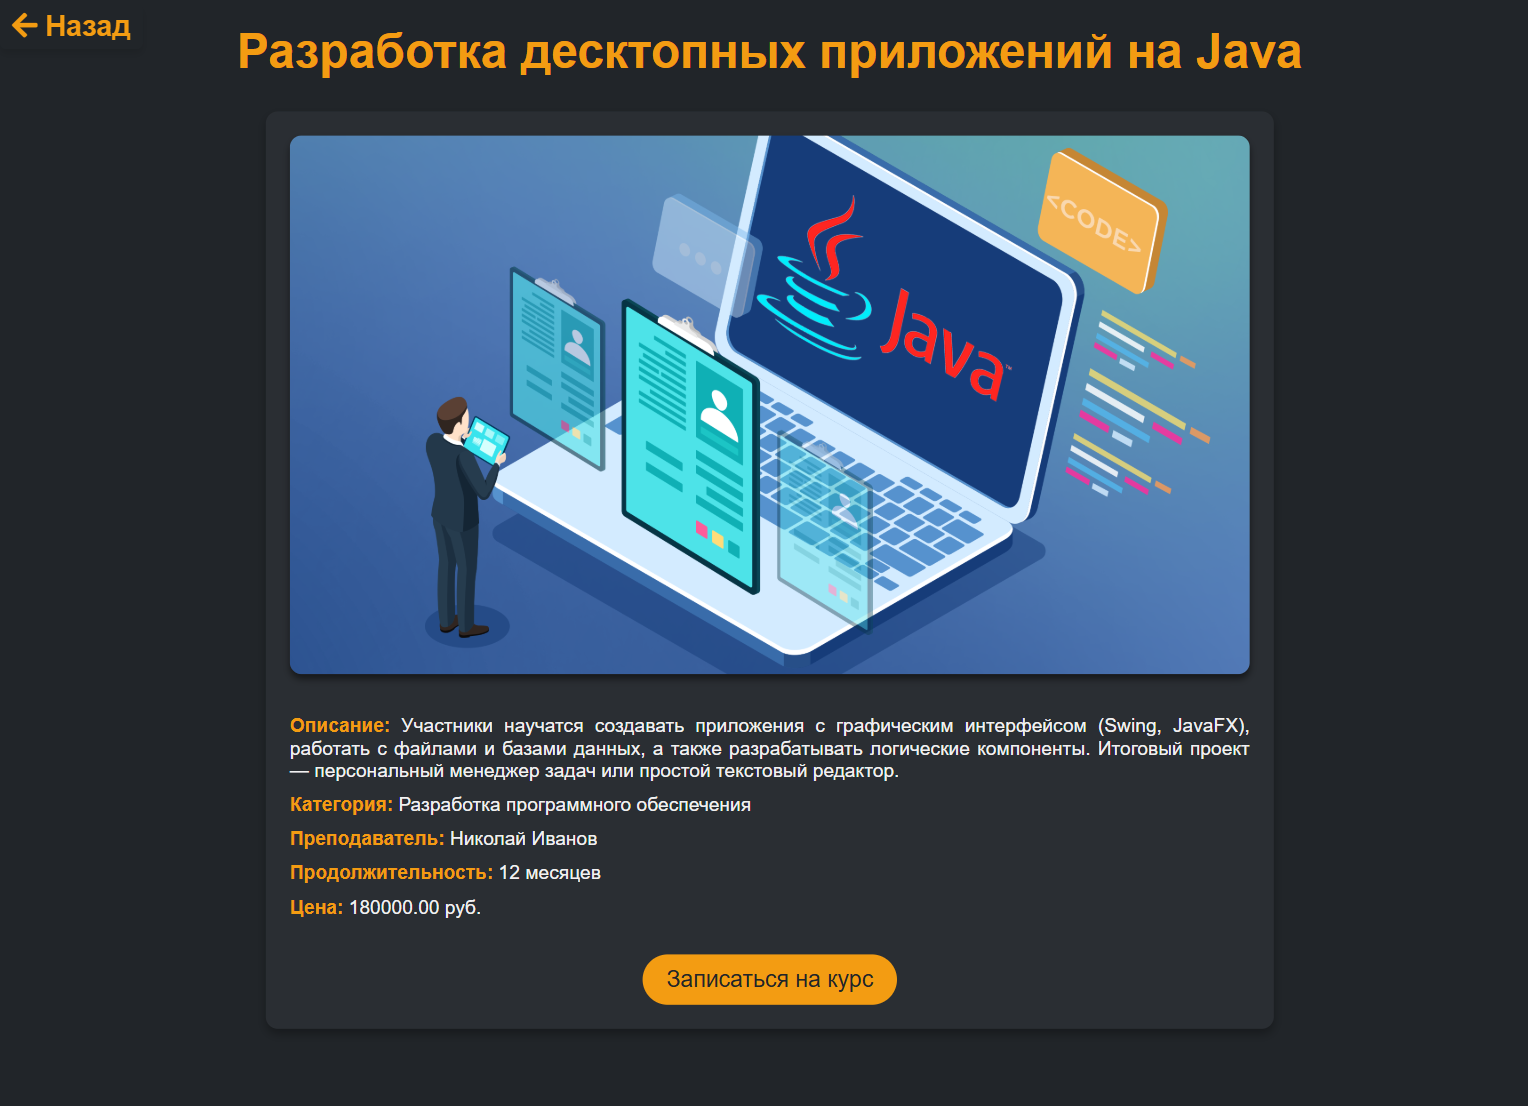 Назад
Разработка десктопных приложений на Java
<CODE>
Java
™
Описание: Участники научатся создавать приложения с графическим интерфейсом (Swing, JavaFX),
работать с файлами и базами данных, а также разрабатывать логические компоненты. Итоговый проект
— персональный менеджер задач или простой текстовый редактор.
Категория: Разработка программного обеспечения
Преподаватель: Николай Иванов
Продолжительность: 12 месяцев
Цена: 180000.00 руб.
Записаться на курс